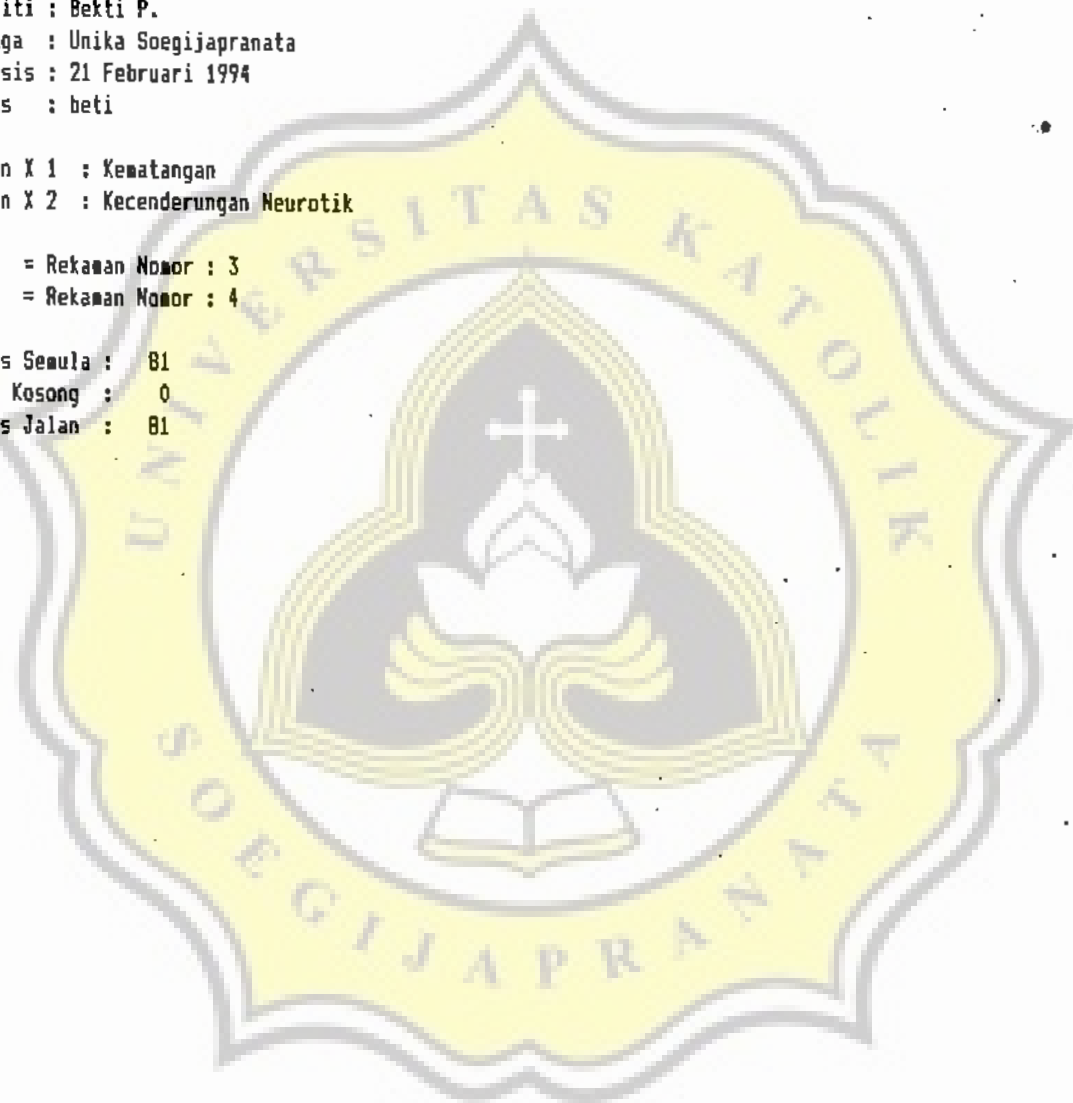 iti : Bekti P.
ga : Unika Soegijapranata
sis : 21 Februari 1994
s : beti
n X 1 : Kematangan
n X 2 : Kecenderungan Neurotik
= Rekaman Nomor : 3
= Rekaman Nomor : 4
s Semula : 81
Kosong : 0
s Jalan : 81
UNIVERSITAS KATOLIK
SOEGIJAPRANATA